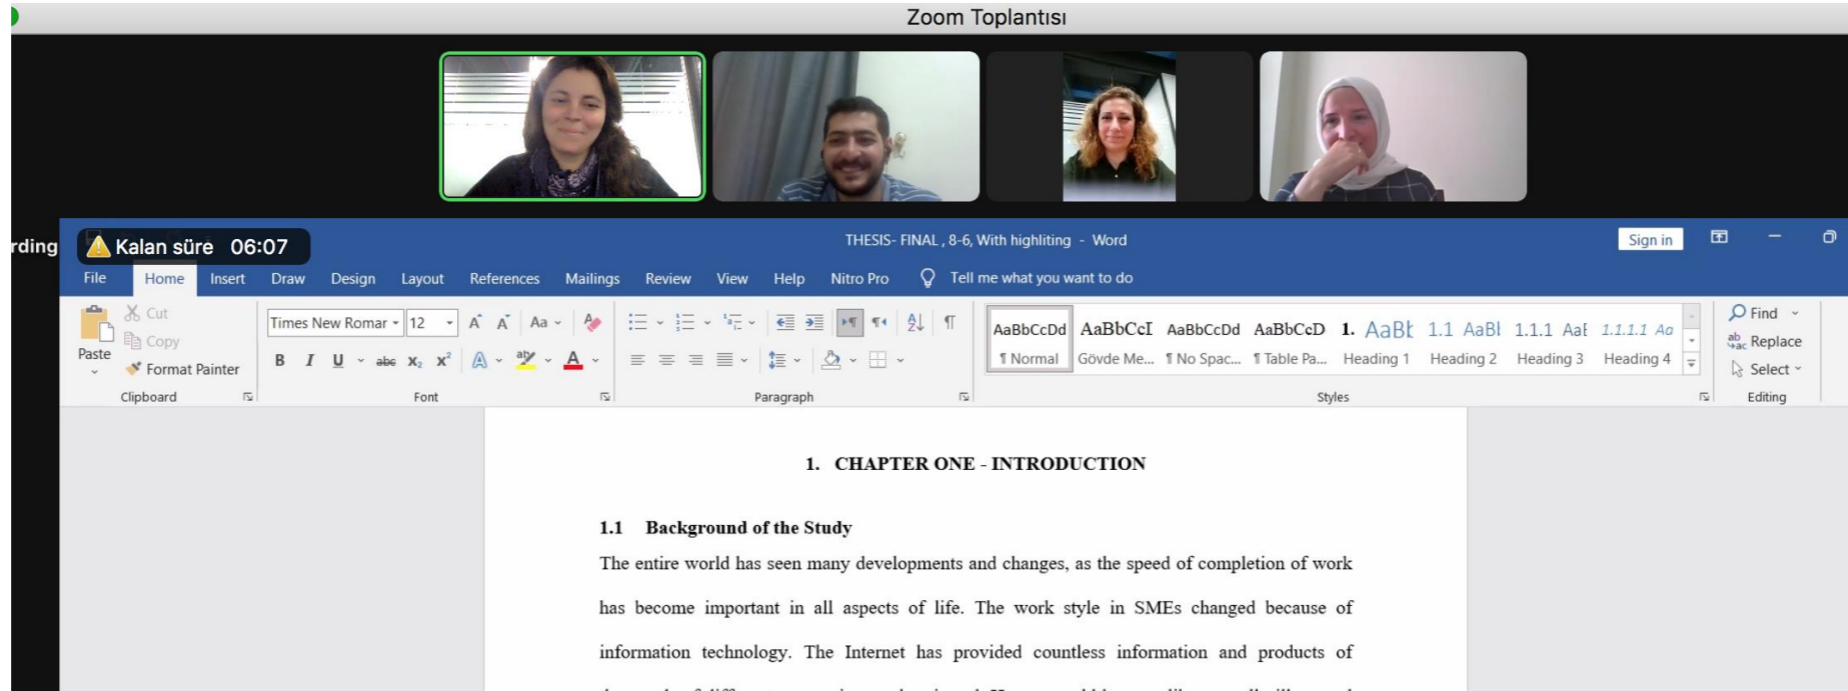 Zoom Toplantısı
rding
Kalan süre 06:07
THESIS- FINAL , 8-6, With highliting - Word
Sign in
File Home Insert Draw Design Layout References Mailings Review View Help Nitro Pro Tell me what you want to do
Cut
Copy
Paste
Format Painter
Clipboard
Times New Romar 12
Font
Paragraph
AaBbCcDd AaBbCcI AaBbCcDd AaBbCcD 1. AaBb 1.1 AaBb 1.1.1 AaB 1.1.1.1 Aa
¶ Normal Gövde Me... ¶ No Spac... ¶ Table Pa... Heading 1 Heading 2 Heading 3 Heading 4
Styles
Find
Replace
Select
Editing
1. CHAPTER ONE - INTRODUCTION
1.1 Background of the Study
The entire world has seen many developments and changes, as the speed of completion of work
has become important in all aspects of life. The work style in SMEs changed because of
information technology. The Internet has provided countless information and products of